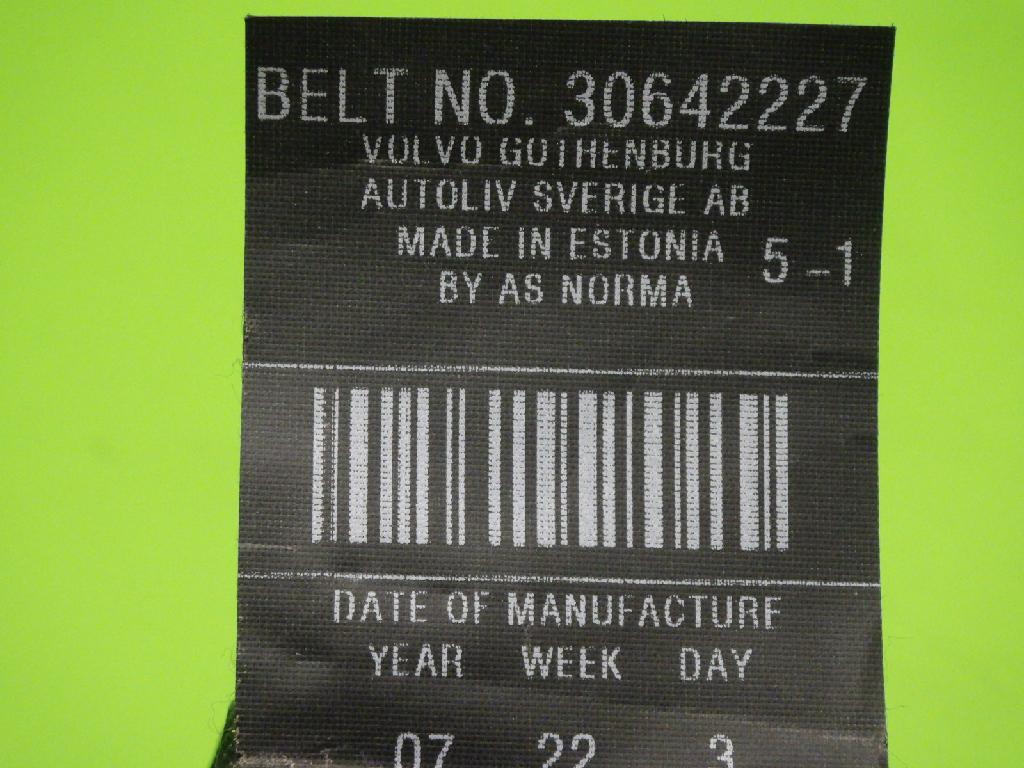 BELT NO. 30642227
VOLVO GOTHENBURG
AUTOLIV SVERIGE AB
MADE IN ESTONIA
BY AS NORMA
5-1
DATE OF MANUFACTURE
YEAR WEEK DAY
07 22 3